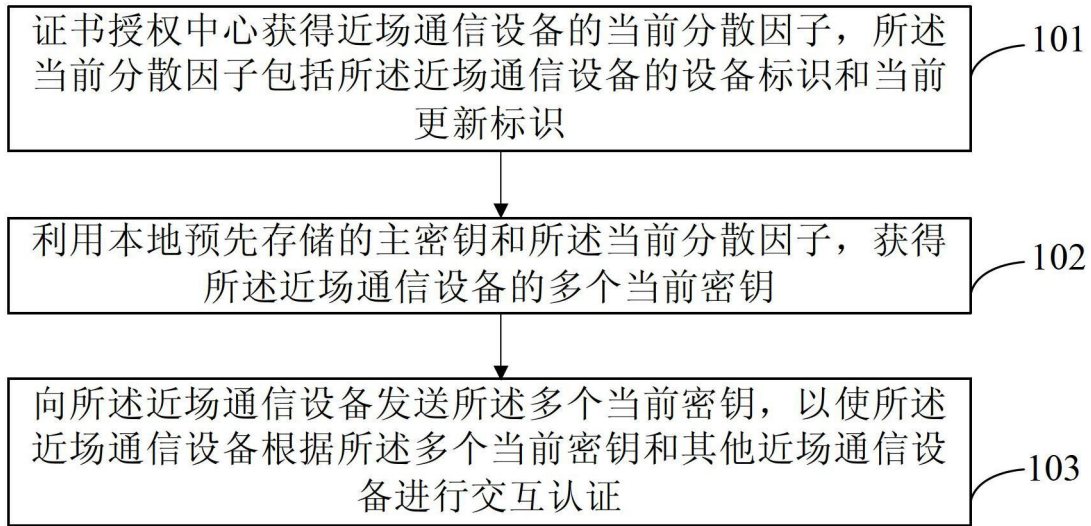 证书授权中心获得近场通信设备的当前分散因子，所述
当前分散因子包括所述近场通信设备的设备标识和当前
更新标识
101
利用本地预先存储的主密钥和所述当前分散因子，获得
所述近场通信设备的多个当前密钥
102
向所述近场通信设备发送所述多个当前密钥，以使所述
近场通信设备根据所述多个当前密钥和其他近场通信设
备进行交互认证
103